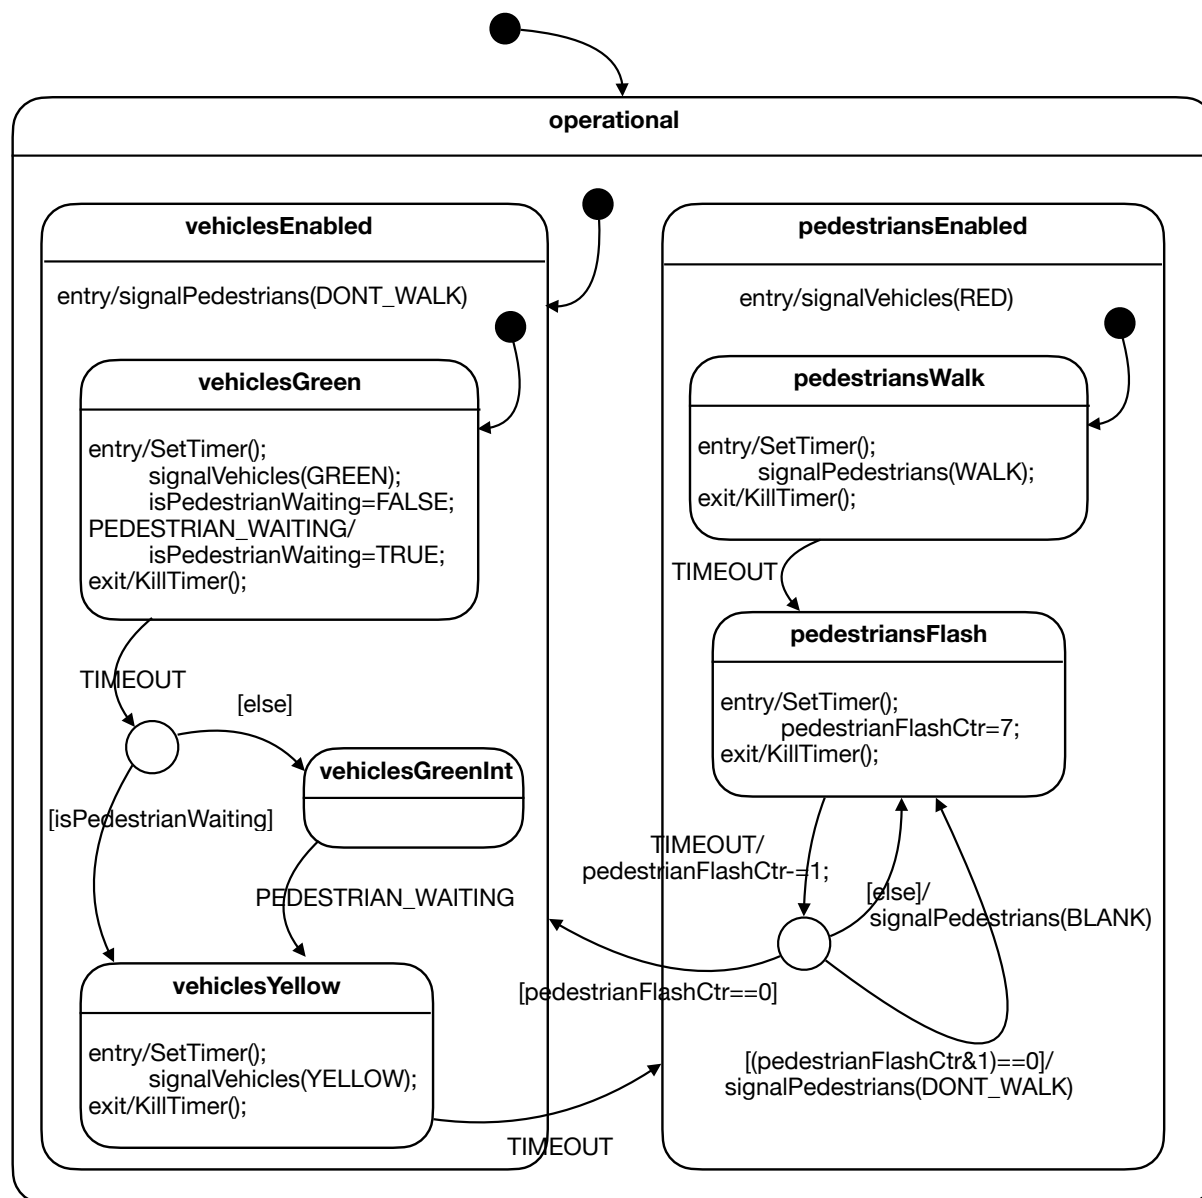 operational
vehiclesEnabled
entry/signalPedestrians(DONT_WALK)
vehiclesGreen
entry/SetTimer();
signalVehicles(GREEN);
isPedestrianWaiting=FALSE;
PEDESTRIAN_WAITING/
isPedestrianWaiting=TRUE;
exit/KillTimer();
TIMEOUT
[else]
vehiclesGreenInt
[isPedestrianWaiting]
PEDESTRIAN_WAITING
vehiclesYellow
entry/SetTimer();
signalVehicles(YELLOW);
exit/KillTimer();
TIMEOUT
pedestriansEnabled
entry/signalVehicles(RED)
pedestriansWalk
entry/SetTimer();
signalPedestrians(WALK);
exit/KillTimer();
TIMEOUT
pedestriansFlash
entry/SetTimer();
pedestrianFlashCtr=7;
exit/KillTimer();
TIMEOUT/
pedestrianFlashCtr-=1;
[else]/
signalPedestrians(BLANK)
[pedestrianFlashCtr==0]
[(pedestrianFlashCtr&1)==0]/
signalPedestrians(DONT_WALK)